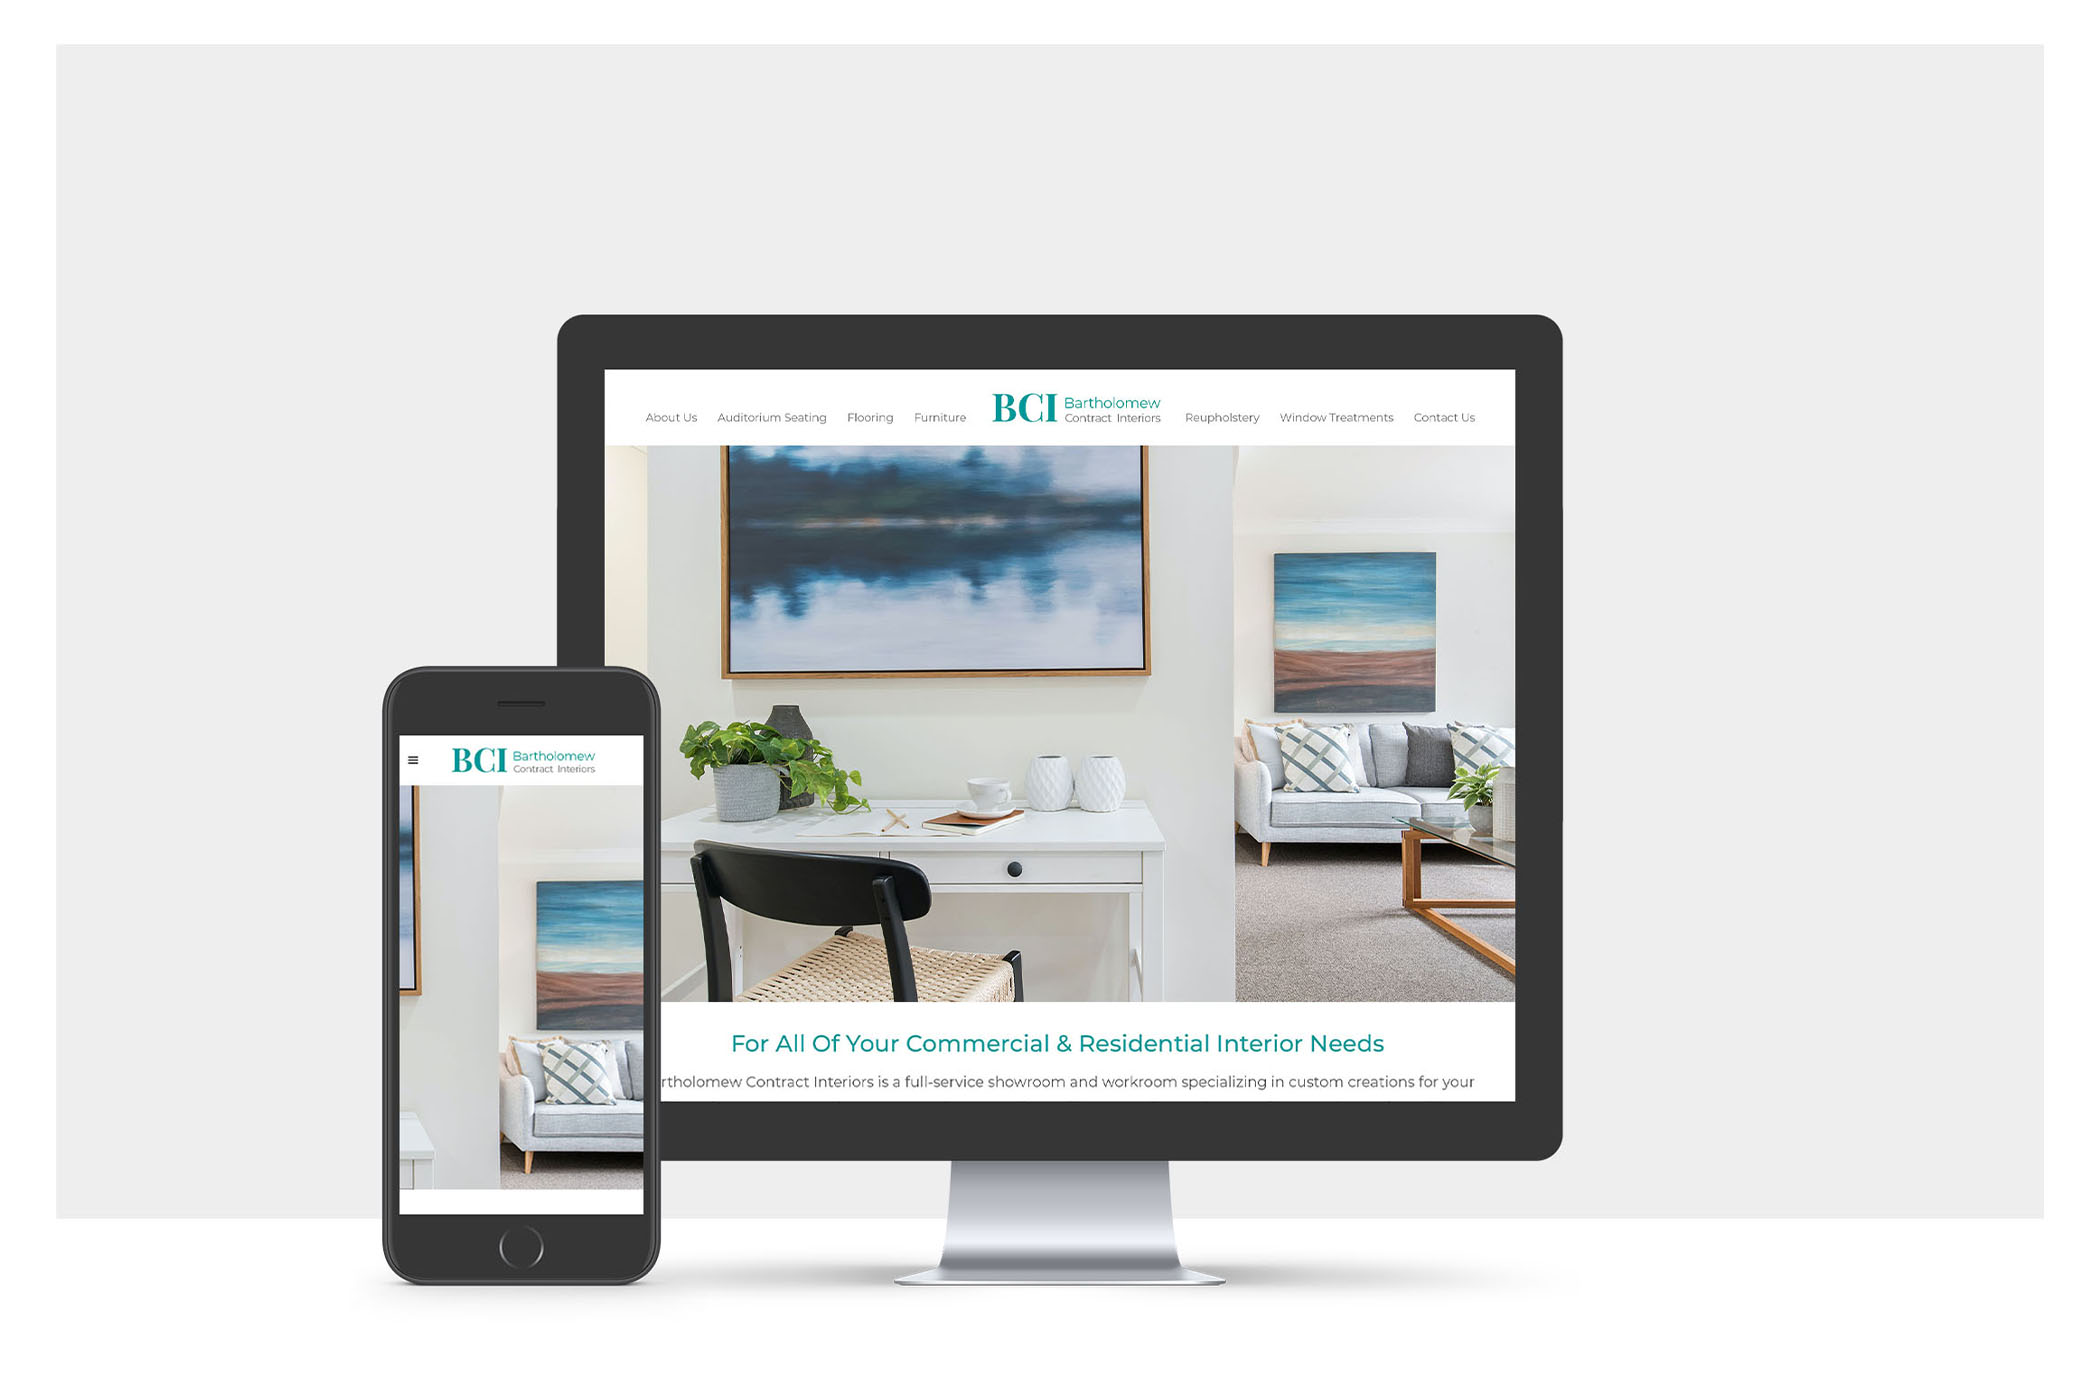 About Us Auditorium Seating Flooring Furniture BCI Bartholomew Contract Interiors Reupholstery Window Treatments Contact Us
BCI Bartholomew
Contract Interiors
For All Of Your Commercial & Residential Interior Needs
rtholomew Contract Interiors is a full-service showroom and workroom specializing in custom creations for your